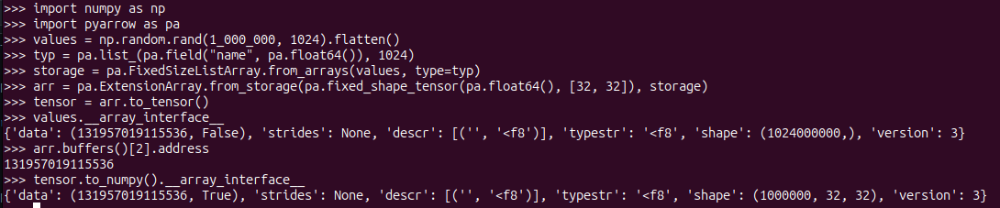 >>> import numpy as np
>>> import pyarrow as pa
>>> values = np.random.rand(1_000_000, 1024).flatten()
>>> typ = pa.list_(pa.field("name", pa.float64()), 1024)
>>> storage = pa.FixedSizeListArray.from_arrays(values, type=typ)
>>> arr = pa.ExtensionArray.from_storage(pa.fixed_shape_tensor(pa.float64(), [32, 32]), storage)
>>> tensor = arr.to_tensor()
>>> values.__array_interface__
{'data': (131957019115536, False), 'strides': None, 'descr': [('', '<f8')], 'typestr': '<f8', 'shape': (1024000000,), 'version': 3}
>>> arr.buffers()[2].address
131957019115536
>>> tensor.to_numpy().__array_interface__
{'data': (131957019115536, True), 'strides': None, 'descr': [('', '<f8')], 'typestr': '<f8', 'shape': (1000000, 32, 32), 'version': 3}